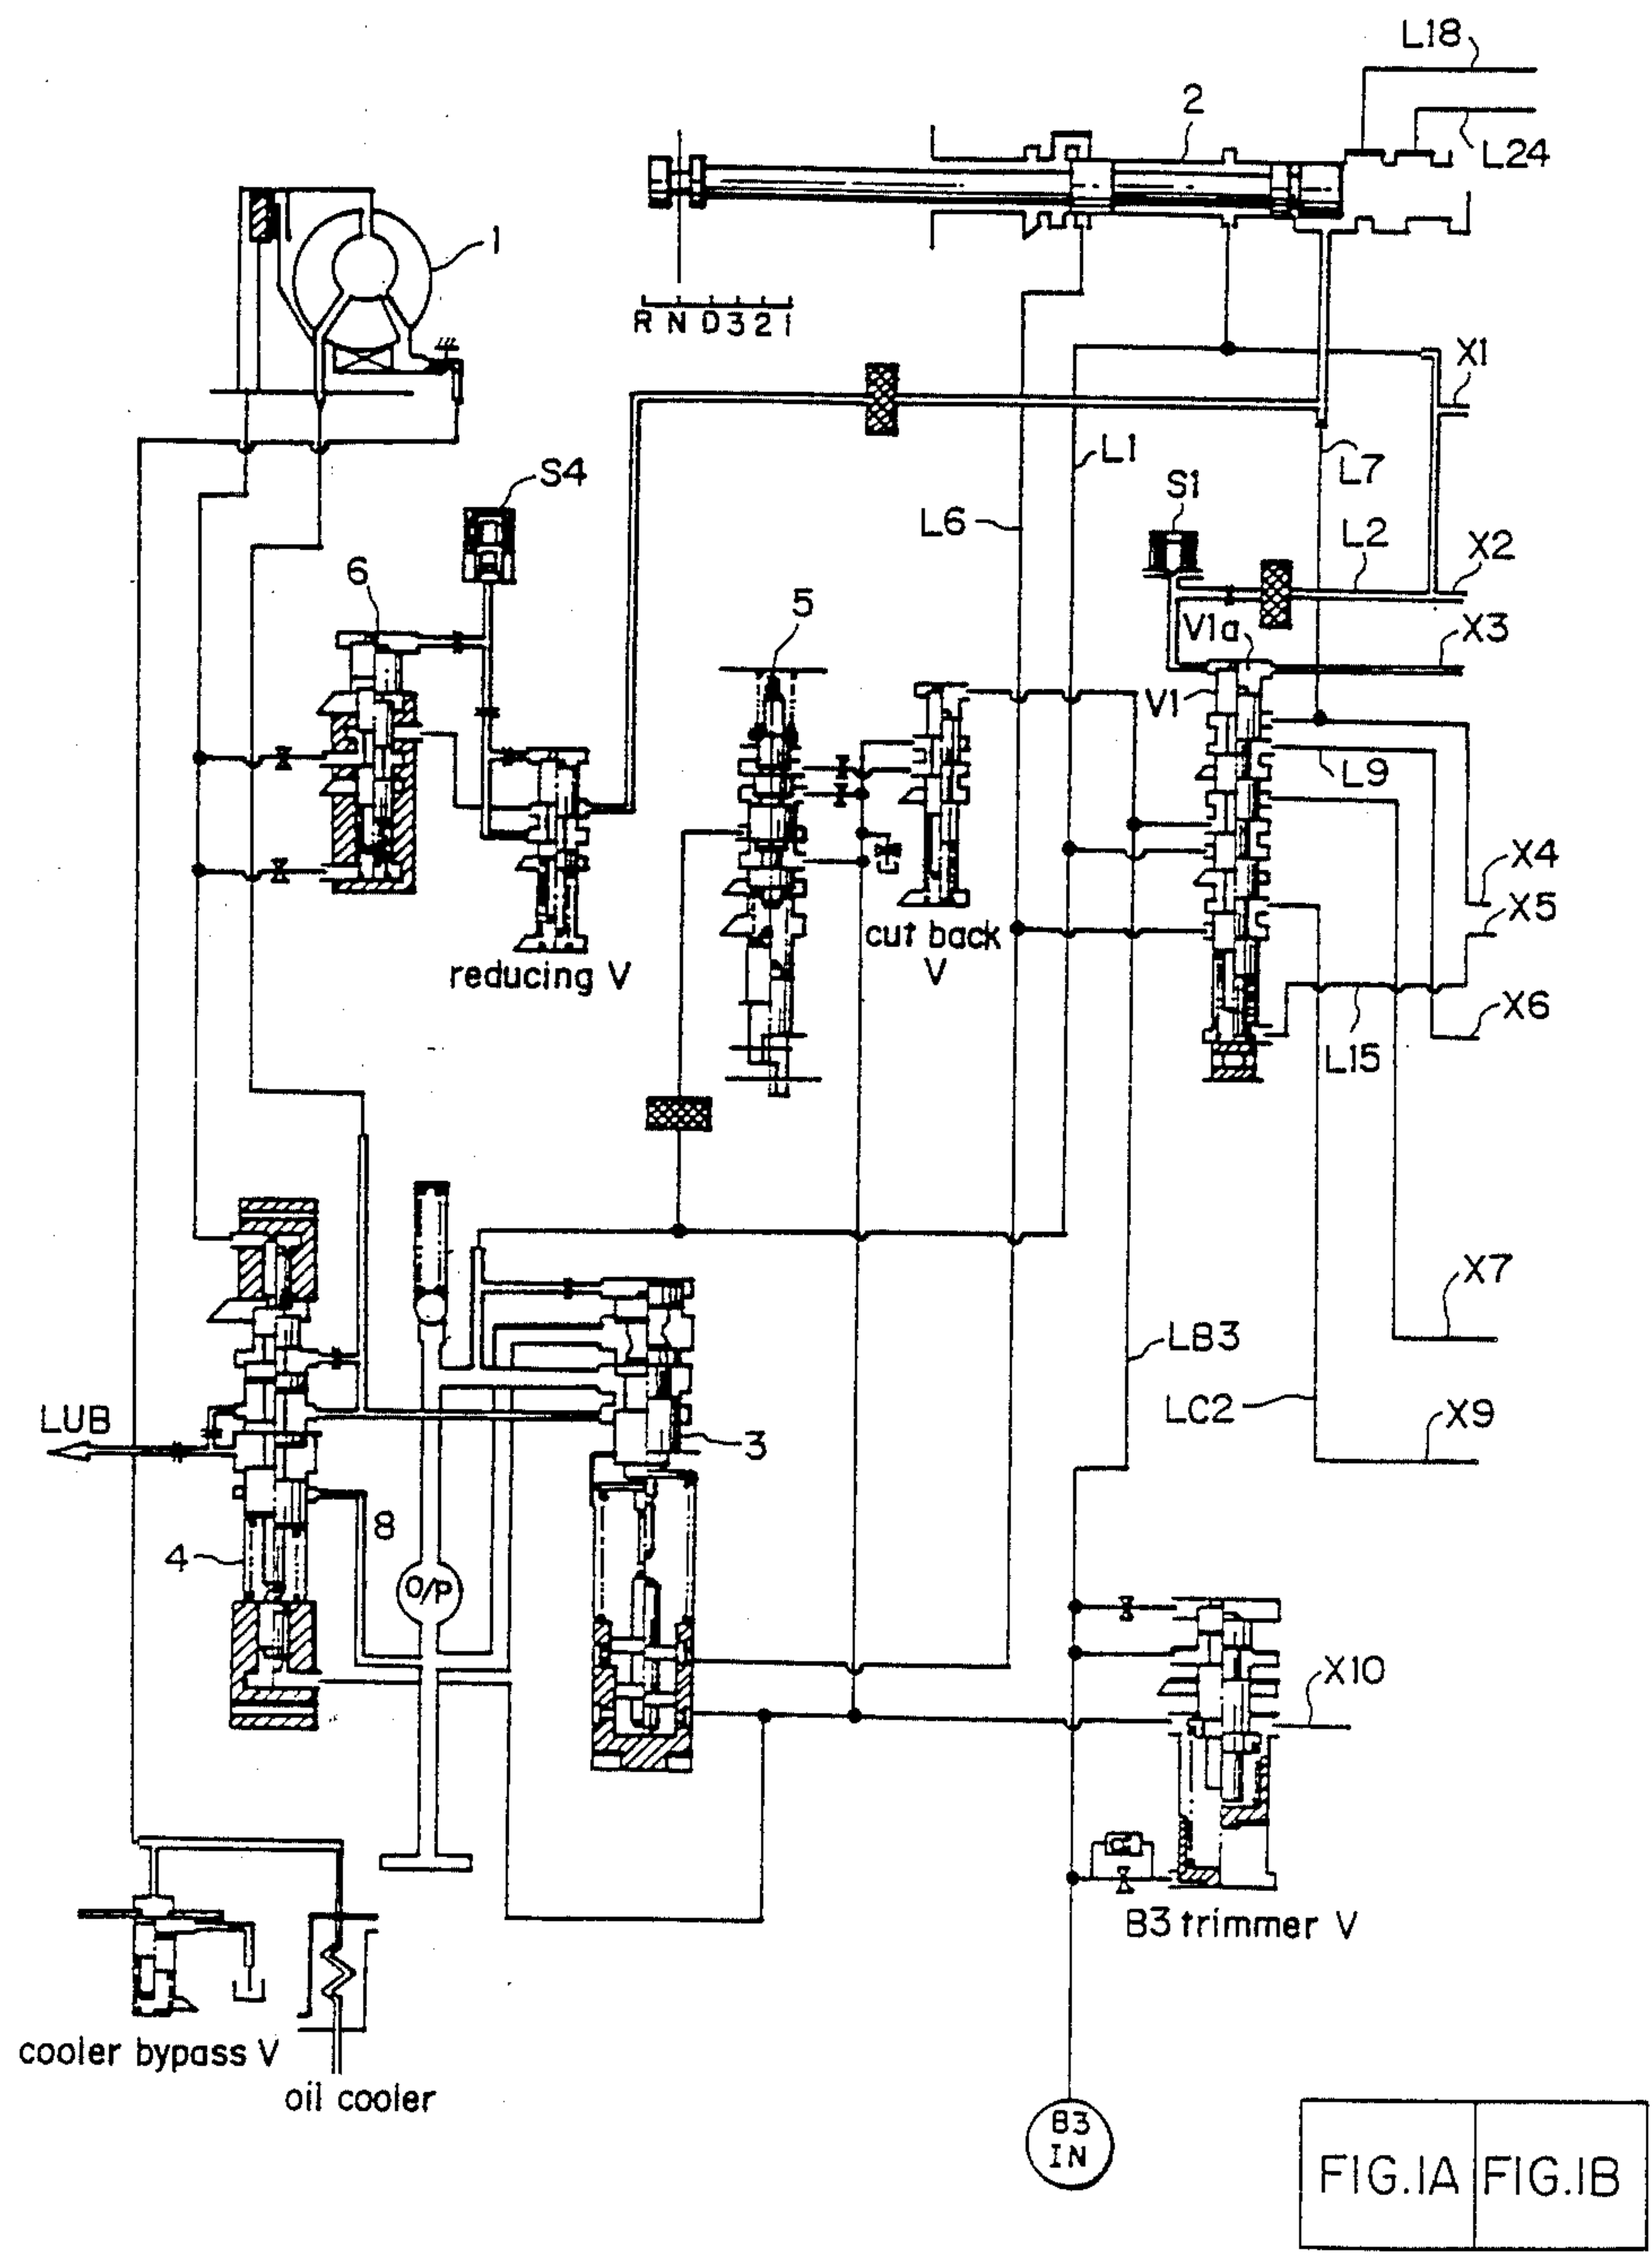 L18
2
L24
1
R N D 3 2 1
X1
L1
L7
S4
S1
L6
L2
X2
6
5
V1a
X3
V1
L9
X4
cut back
V
X5
reducing V
X6
L15
X7
LB3
LUB
LC2
X9
3
8
4
O/P
X10
B3 trimmer V
cooler bypass V
oil cooler
B3
IN
FIG.1A
FIG.1B